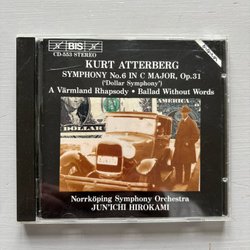 BIS
CD-553 STEREO
KURT ATTERBERG
SYMPHONY No.6 IN C MAJOR, Op.31
('Dollar Symphony')
A Värmland Rhapsody • Ballad Without Words
AMERICA
Norrköping Symphony Orchestra
JUN'ICHI HIROKAMI